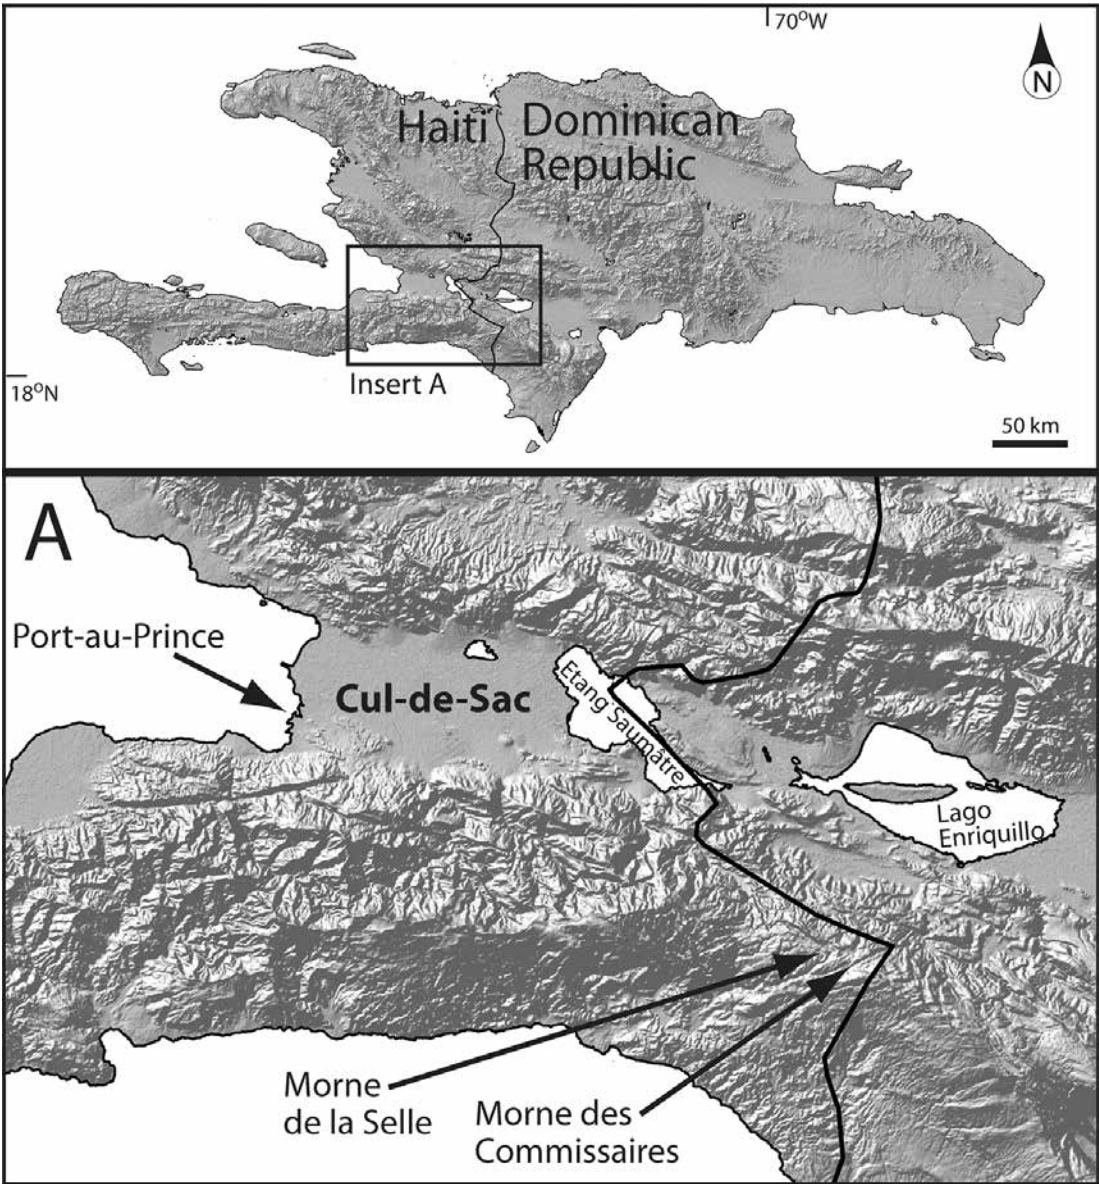 70°W
N
Haiti
Dominican
Republic
Insert A
18°N
50 km
A
Port-au-Prince
Cul-de-Sac
Etang Saumâtre
Lago
Enriquillo
Morne
de la Selle
Morne des
Commissaires